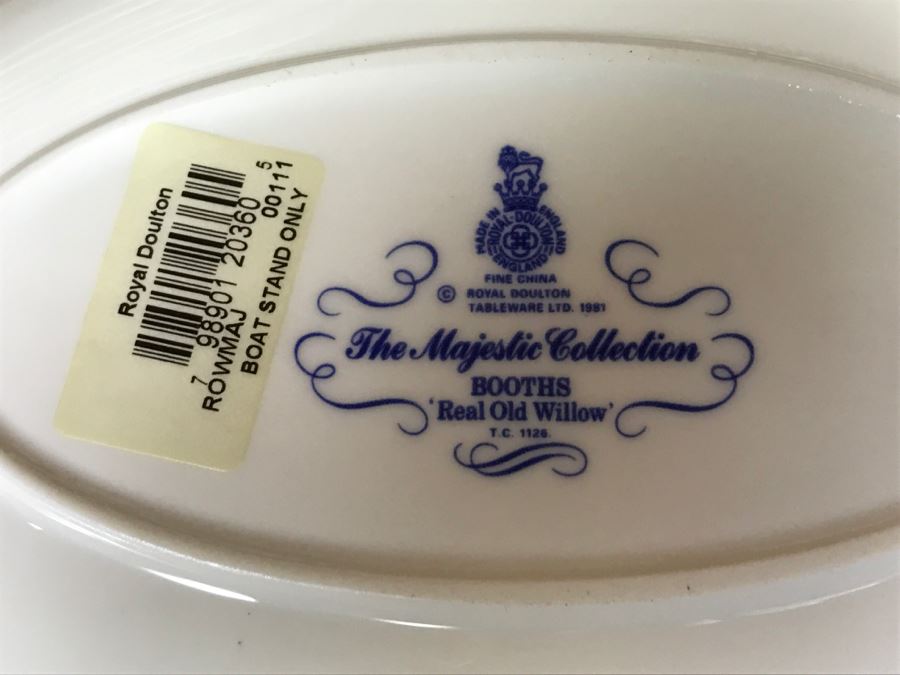 Royal Doulton
7 98901 20360 5
ROWMAJ 00111
BOAT STAND ONLY
MADE IN ENGLAND
ROYAL·DOULTON
ENGLAND
FINE CHINA
© ROYAL DOULTON
TABLEWARE LTD. 1981
The Majestic Collection
BOOTHS
'Real Old Willow'
T.C. 1126.